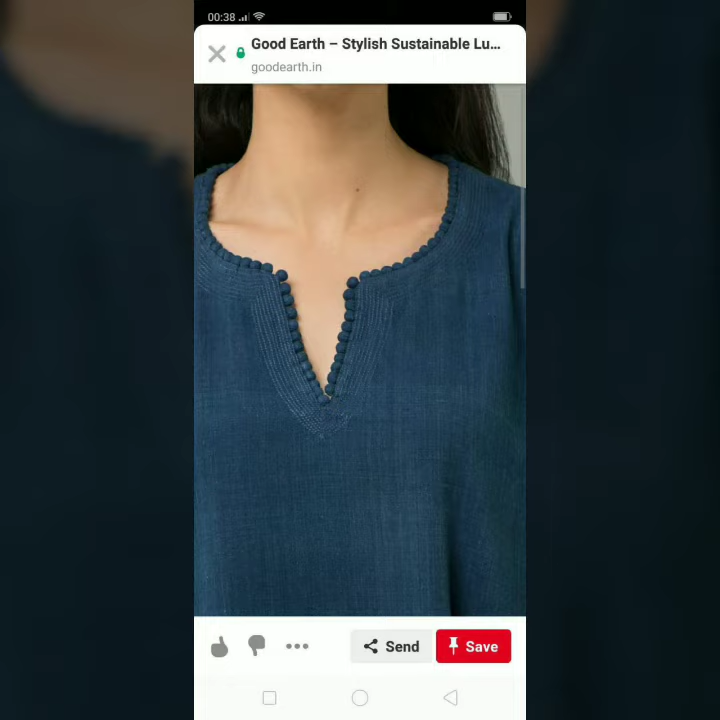 00:38
Good Earth – Stylish Sustainable Lu...
goodearth.in
Send
Save